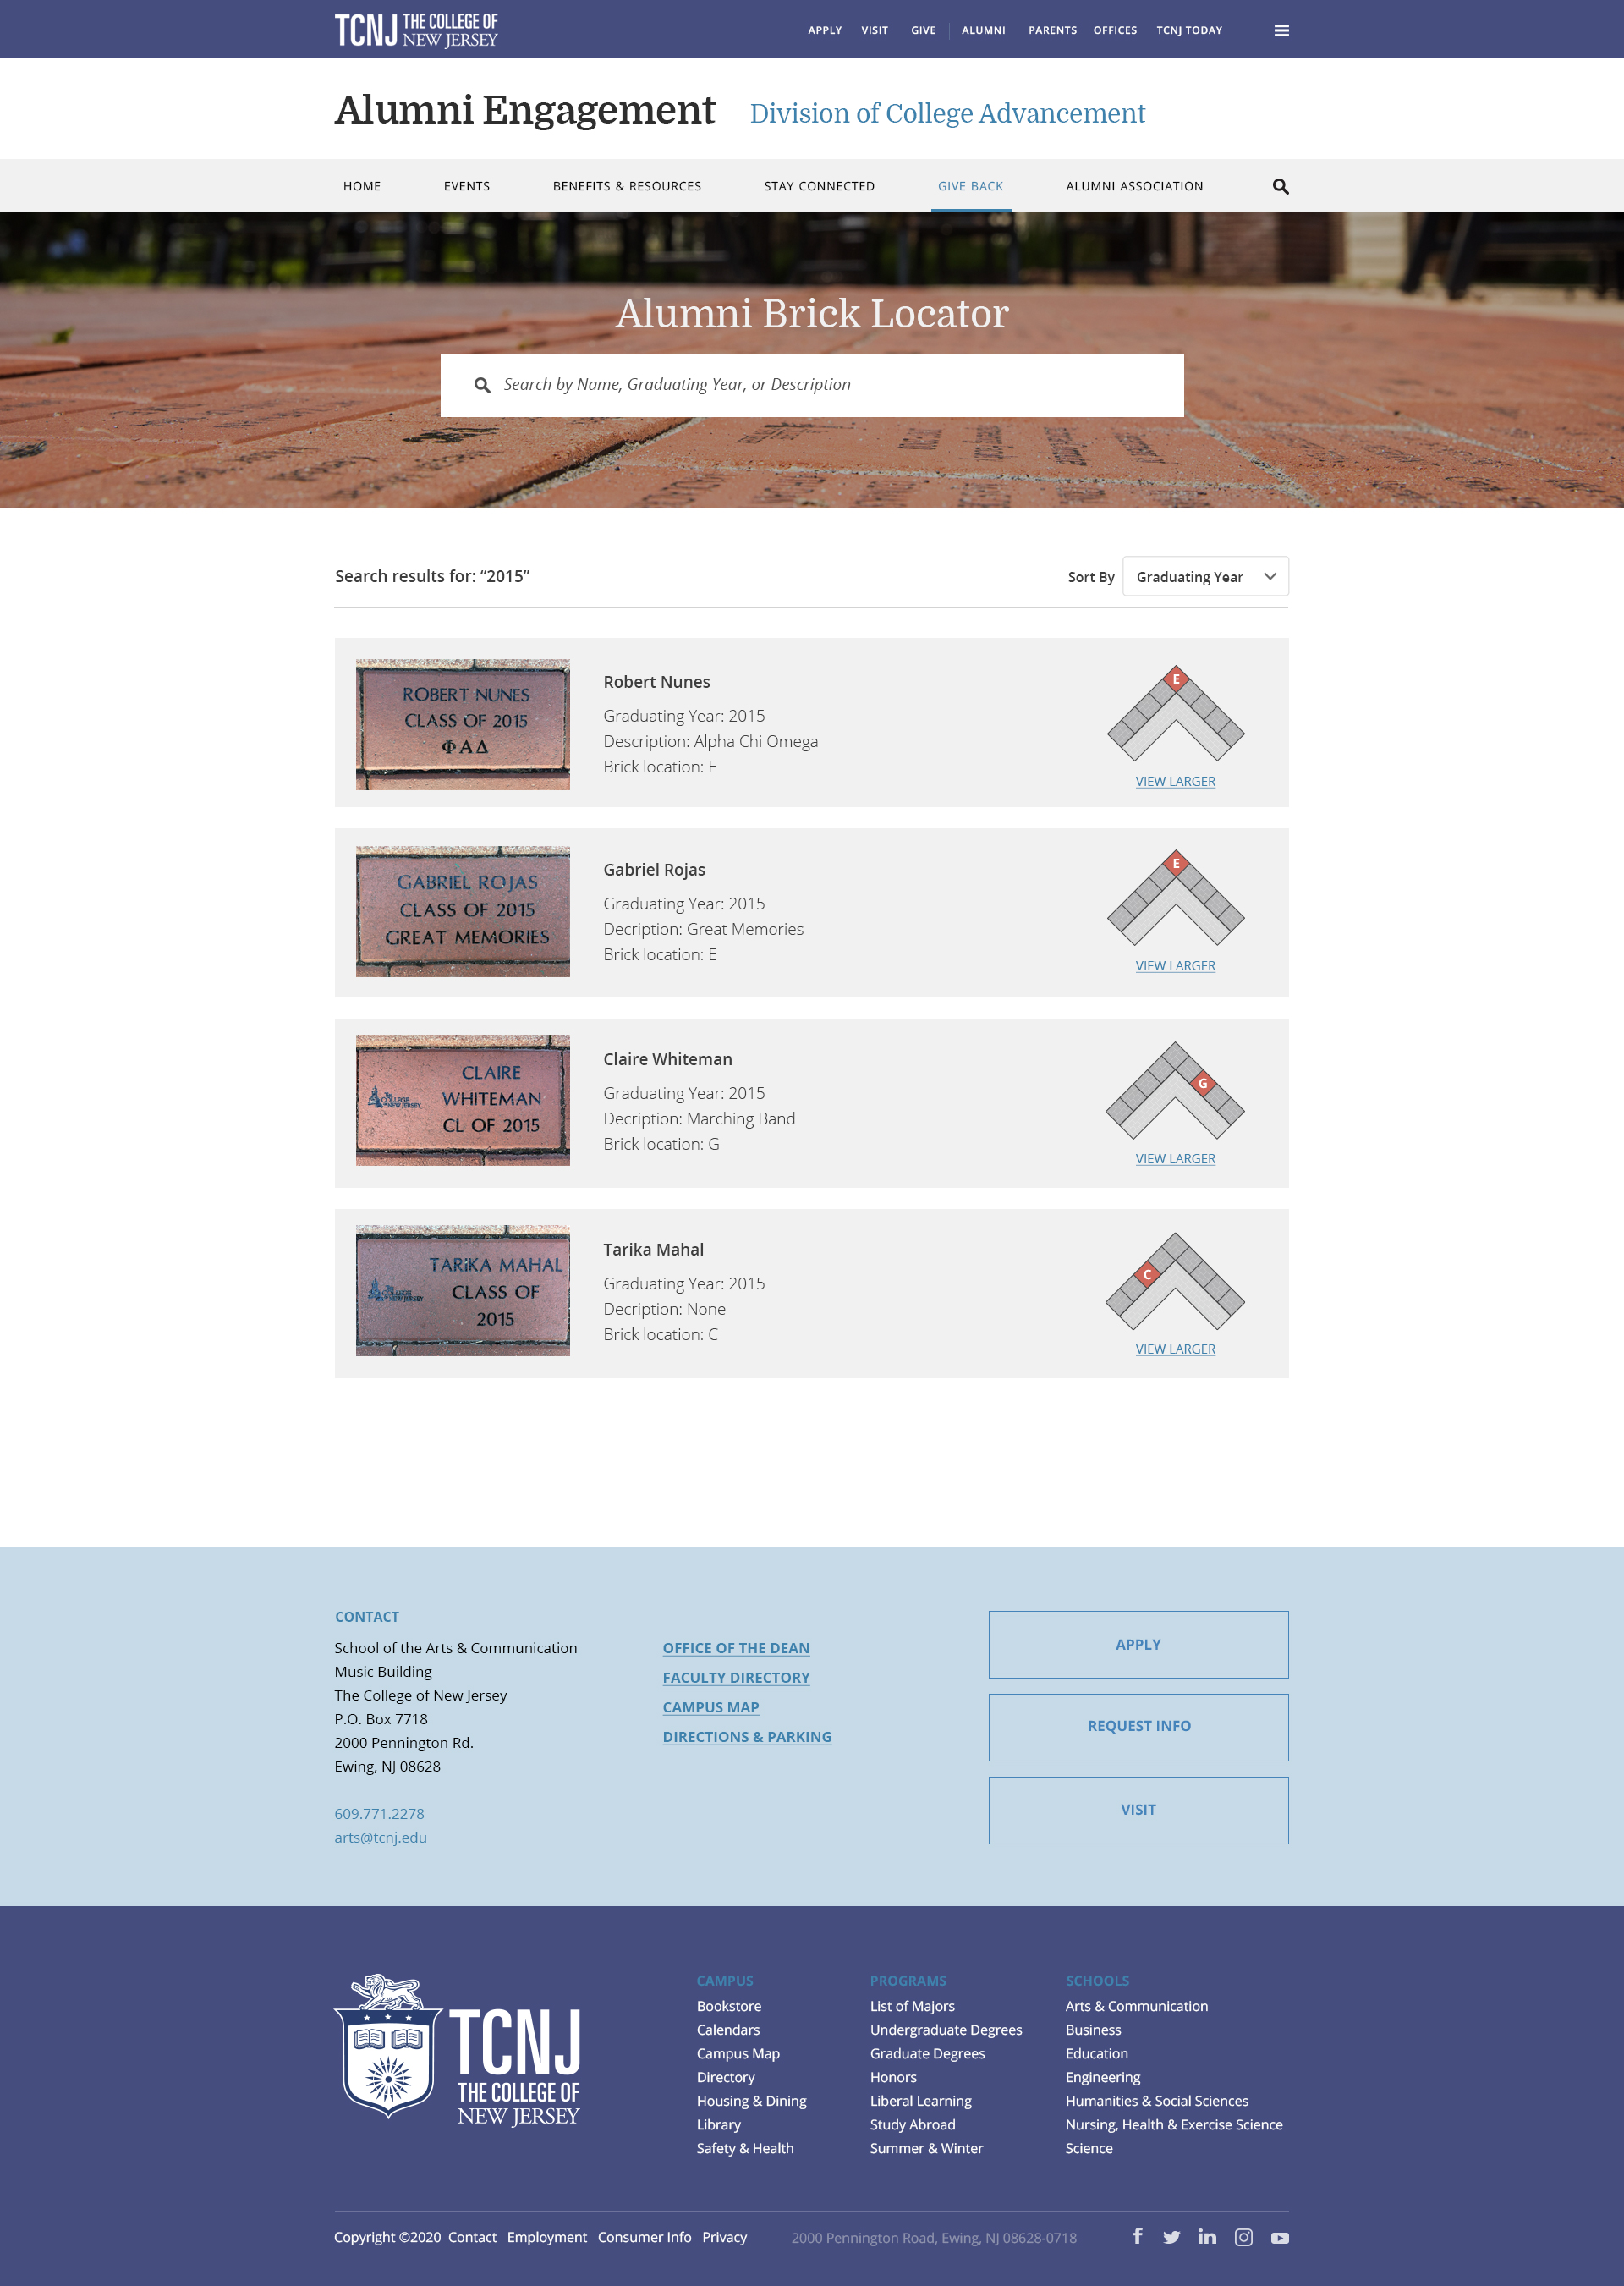 TCNJ THE COLLEGE OF
NEW JERSEY
APPLY VISIT GIVE ALUMNI PARENTS OFFICES TCNJ TODAY
Alumni Engagement Division of College Advancement
HOME EVENTS BENEFITS & RESOURCES STAY CONNECTED GIVE BACK ALUMNI ASSOCIATION
Alumni Brick Locator
Search by Name, Graduating Year, or Description
Search results for: “2015”
Sort By Graduating Year
ROBERT NUNES
CLASS OF 2015
ΦΑΔ
Robert Nunes
Graduating Year: 2015
Description: Alpha Chi Omega
Brick location: E
E
VIEW LARGER
GABRIEL ROJAS
CLASS OF 2015
GREAT MEMORIES
Gabriel Rojas
Graduating Year: 2015
Decription: Great Memories
Brick location: E
E
VIEW LARGER
The
COLLEGE
NEW JERSEY
CLAIRE
WHITEMAN
CL OF 2015
Claire Whiteman
Graduating Year: 2015
Decription: Marching Band
Brick location: G
G
VIEW LARGER
The
COLLEGE
NEW JERSEY
TARiKA MAHAL
CLASS OF
2015
Tarika Mahal
Graduating Year: 2015
Decription: None
Brick location: C
C
VIEW LARGER
CONTACT
School of the Arts & Communication
Music Building
The College of New Jersey
P.O. Box 7718
2000 Pennington Rd.
Ewing, NJ 08628
609.771.2278
arts@tcnj.edu
OFFICE OF THE DEAN
FACULTY DIRECTORY
CAMPUS MAP
DIRECTIONS & PARKING
APPLY
REQUEST INFO
VISIT
TCNJ
THE COLLEGE OF
NEW JERSEY
CAMPUS
Bookstore
Calendars
Campus Map
Directory
Housing & Dining
Library
Safety & Health
PROGRAMS
List of Majors
Undergraduate Degrees
Graduate Degrees
Honors
Liberal Learning
Study Abroad
Summer & Winter
SCHOOLS
Arts & Communication
Business
Education
Engineering
Humanities & Social Sciences
Nursing, Health & Exercise Science
Science
Copyright ©2020 Contact Employment Consumer Info Privacy 2000 Pennington Road, Ewing, NJ 08628-0718